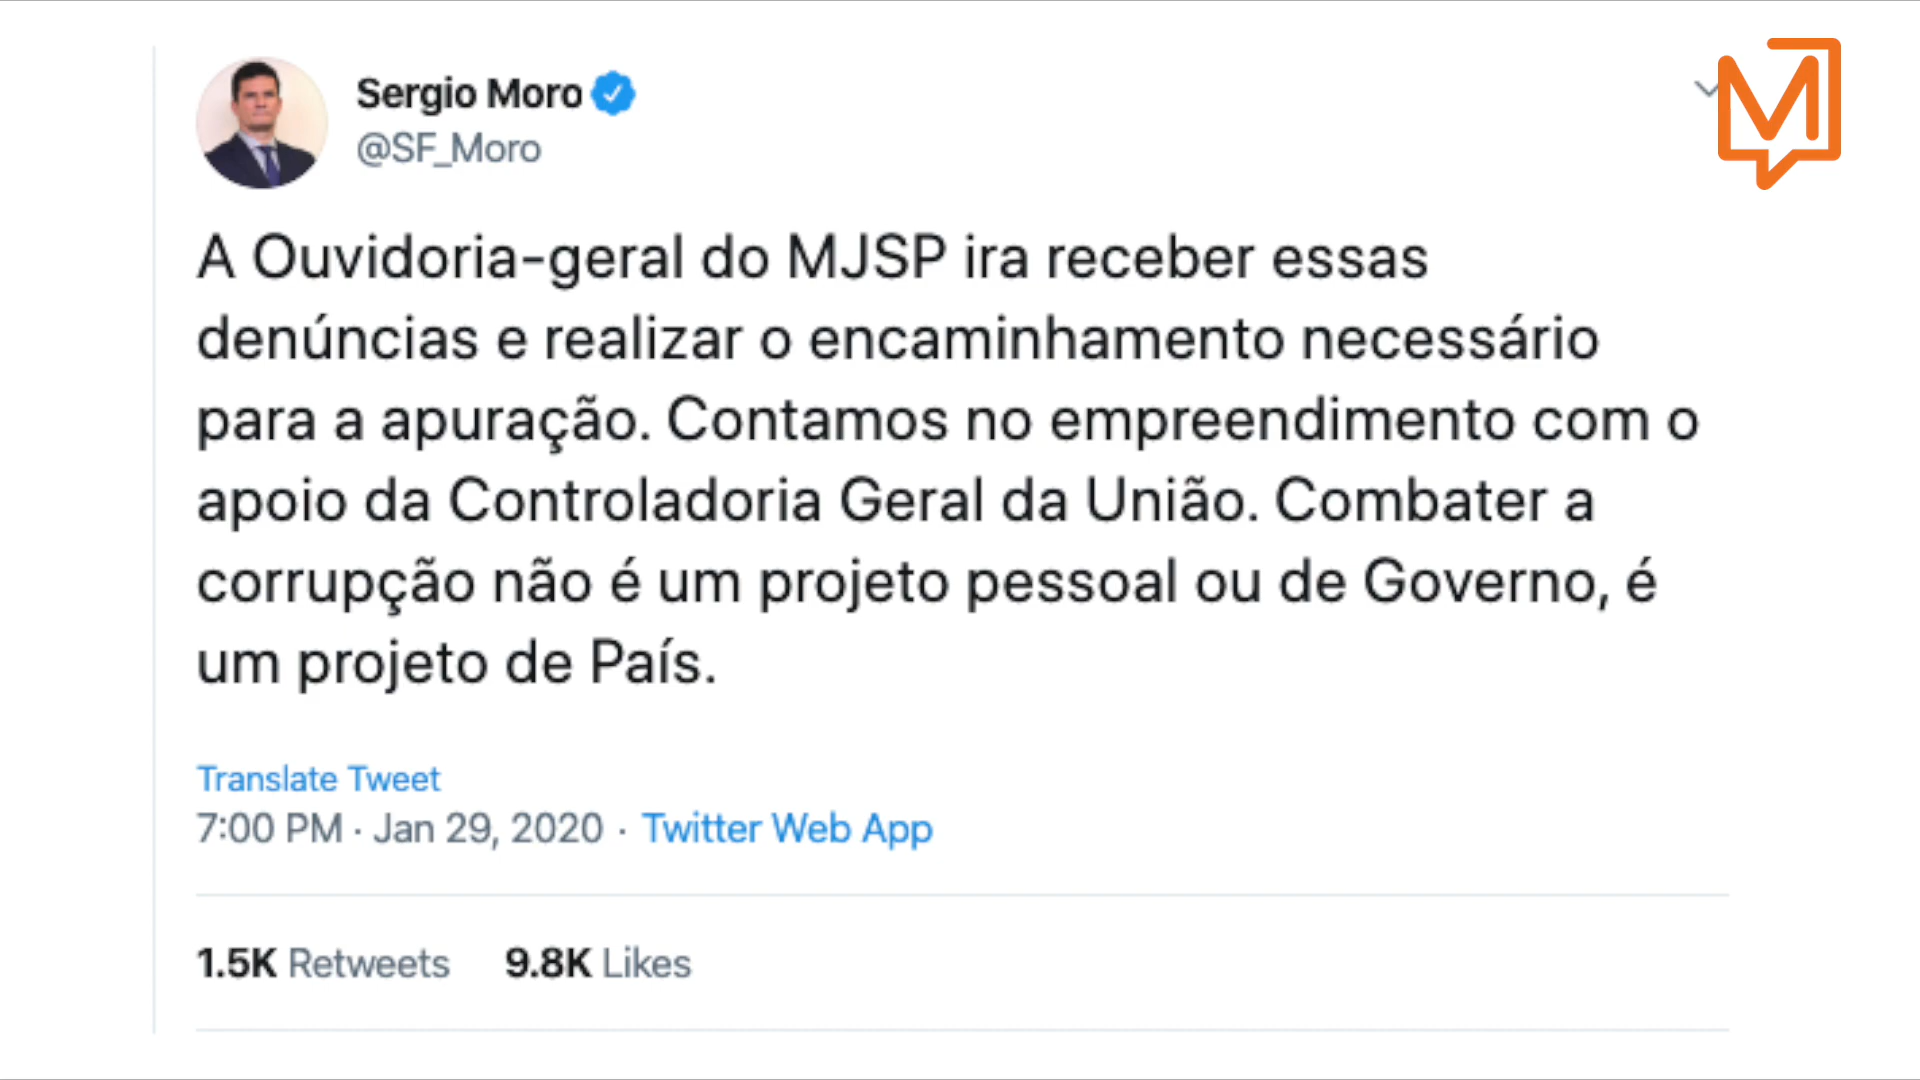 Sergio Moro
@SF_Moro
A Ouvidoria-geral do MJSP ira receber essas
denúncias e realizar o encaminhamento necessário
para a apuração. Contamos no empreendimento com o
apoio da Controladoria Geral da União. Combater a
corrupção não é um projeto pessoal ou de Governo, é
um projeto de País.
Translate Tweet
7:00 PM · Jan 29, 2020 · Twitter Web App
1.5K Retweets 9.8K Likes
M